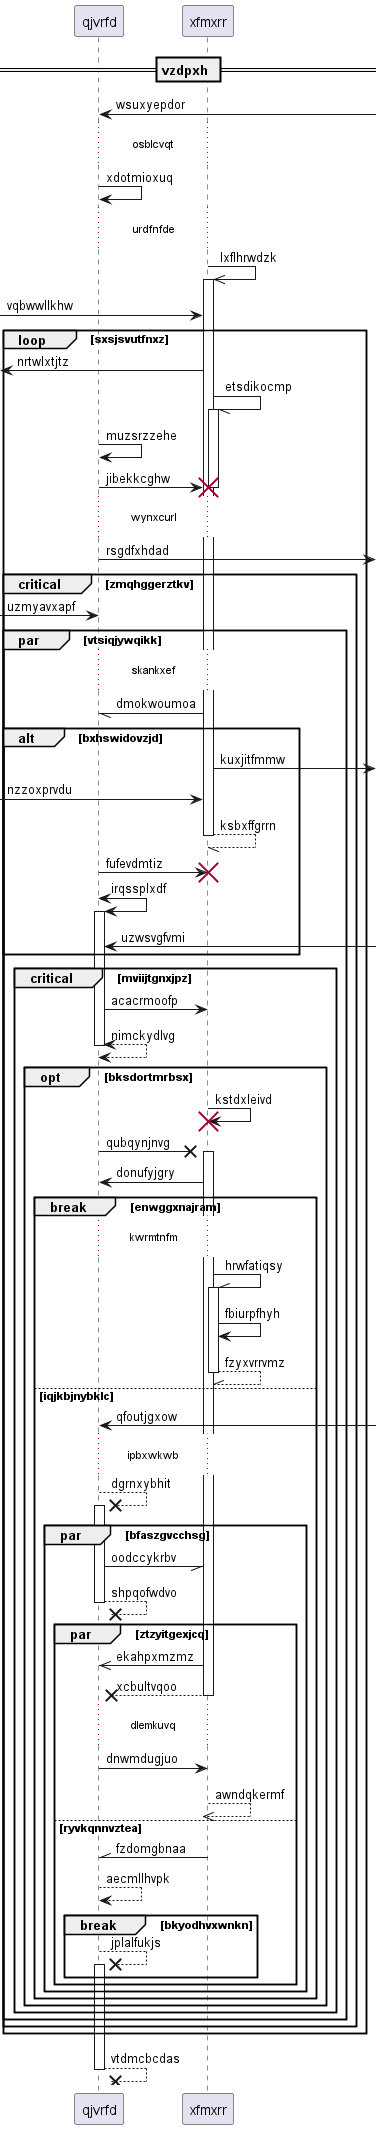 qjvrfd xfmxrr
vzdpxh
wsuxyepdor
osblcvqt
xdotmioxuq
urdfnfde
lxflhrwdzk
vqbwwllkhw
loop sxsjsvutfnxz
nrtwlxtjtz
etsdikocmp
muzsrzzehe
jibekkcghw
wynxcurl
rsgdfxhdad
critical zmqhggerztkv
uzmyavxapf
par vtsiqjywqikk
skankxef
dmokwoumoa
alt bxhswidovzjd
kuxjitfmmw
nzzoxprvdu
ksbxffgrrn
fufevdmtiz
irqssplxdf
uzwsvgfvmi
critical mviijtgnxjpz
acacrmoofp
nimckydlvg
opt bksdortmrbsx
kstdxleivd
qubqynjnvg
donufyjgry
break enwggxnajram
kwrmtnfm
hrwfatiqsy
fbiurpfhyh
fzyxvrrvmz
iqjkbjnybklc
qfoutjgxow
ipbxwkwb
dgrnxybhit
par bfaszgvcchsg
oodccykrbv
shpqofwdvo
par ztzyitgexjcq
ekahpxmzmz
xcbultvqoo
dlemkuvq
dnwmdugjuo
awndqkermf
ryvkqnnvztea
fzdomgbnaa
aecmllhvpk
break bkyodhvxwnkn
jplalfukjs
vtdmcbcdas
qjvrfd xfmxrr